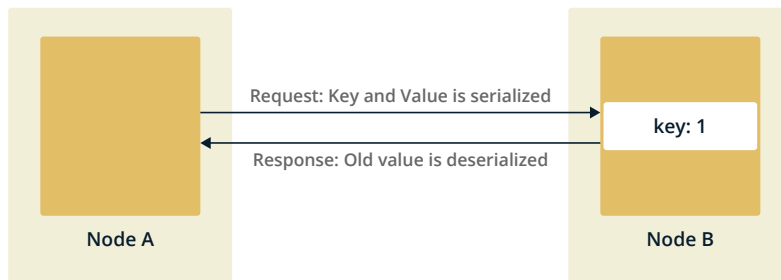 Request: Key and Value is serialized
key: 1
Response: Old value is deserialized
Node A
Node B